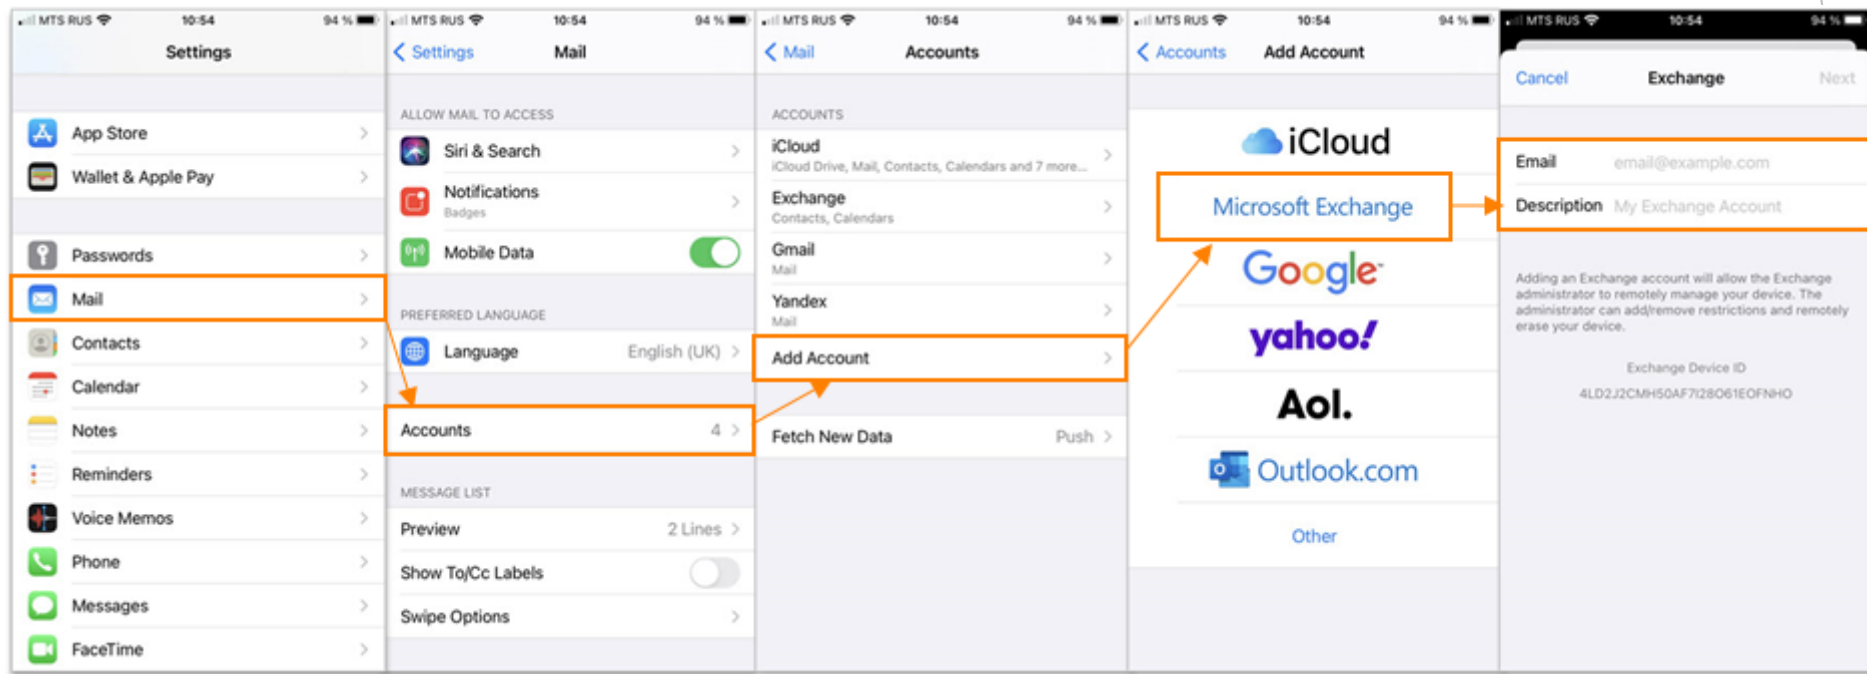 MTS RUS 10:54 94 %
Settings
App Store
Wallet & Apple Pay
Passwords
Mail
Contacts
Calendar
Notes
Reminders
Voice Memos
Phone
Messages
FaceTime
MTS RUS 10:54 94 %
Settings Mail
ALLOW MAIL TO ACCESS
Siri & Search
Notifications
Badges
Mobile Data
PREFERRED LANGUAGE
Language English (UK)
Accounts 4
MESSAGE LIST
Preview 2 Lines
Show To/Cc Labels
Swipe Options
MTS RUS 10:54 94 %
Mail Accounts
ACCOUNTS
iCloud
iCloud Drive, Mail, Contacts, Calendars and 7 more...
Exchange
Contacts, Calendars
Gmail
Mail
Yandex
Mail
Add Account
Fetch New Data Push
MTS RUS 10:54 94 %
Accounts Add Account
iCloud
Microsoft Exchange
Google
yahoo!
Aol.
Outlook.com
Other
MTS RUS 10:54 94 %
Cancel Exchange Next
Email email@example.com
Description My Exchange Account
Adding an Exchange account will allow the Exchange
administrator to remotely manage your device. The
administrator can add/remove restrictions and remotely
erase your device.
Exchange Device ID
4LD2J2CMH50AF7I28O61EOFNHO